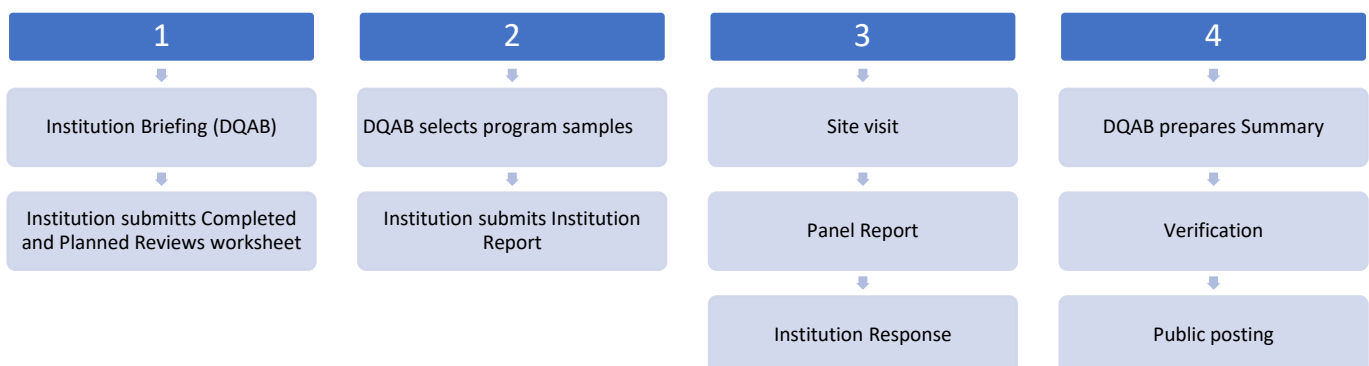 1
Institution Briefing (DQAB)
Institution submitts Completed
and Planned Reviews worksheet
2
DQAB selects program samples
Institution submits Institution
Report
3
Site visit
Panel Report
Institution Response
4
DQAB prepares Summary
Verification
Public posting